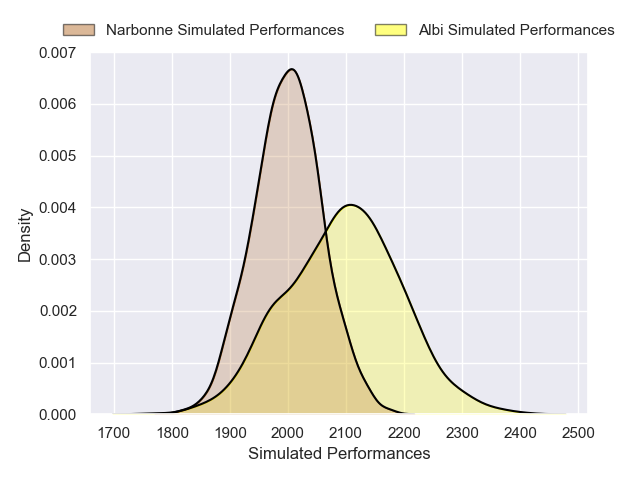 Narbonne Simulated Performances Albi Simulated Performances
0.007
0.006
0.005
0.004
0.003
0.002
0.001
0.000
Density
1700 1800 1900 2000 2100 2200 2300 2400 2500
Simulated Performances